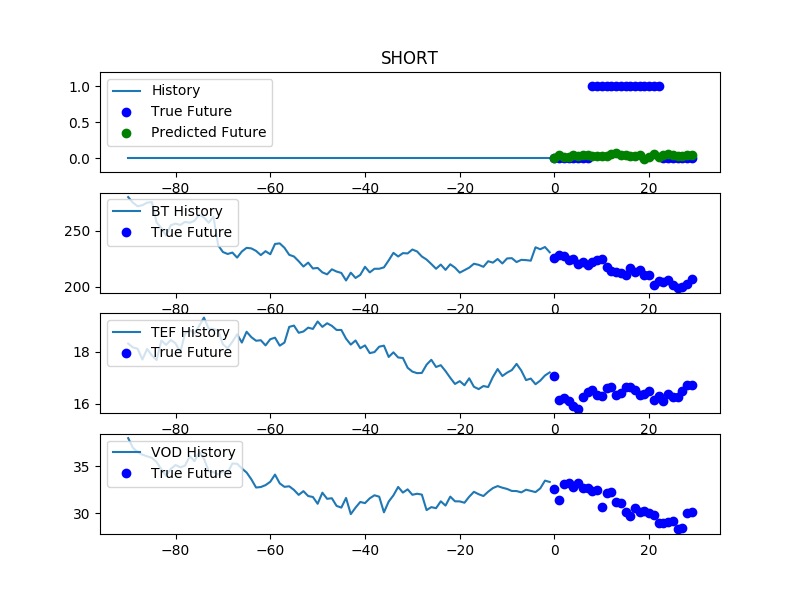 SHORT
1.0
0.5
0.0
History
True Future
Predicted Future
−80 −60 −40 −20 0 20
250
200
BT History
True Future
−80 −60 −40 −20 0 20
18
16
TEF History
True Future
−80 −60 −40 −20 0 20
35
30
VOD History
True Future
−80 −60 −40 −20 0 20